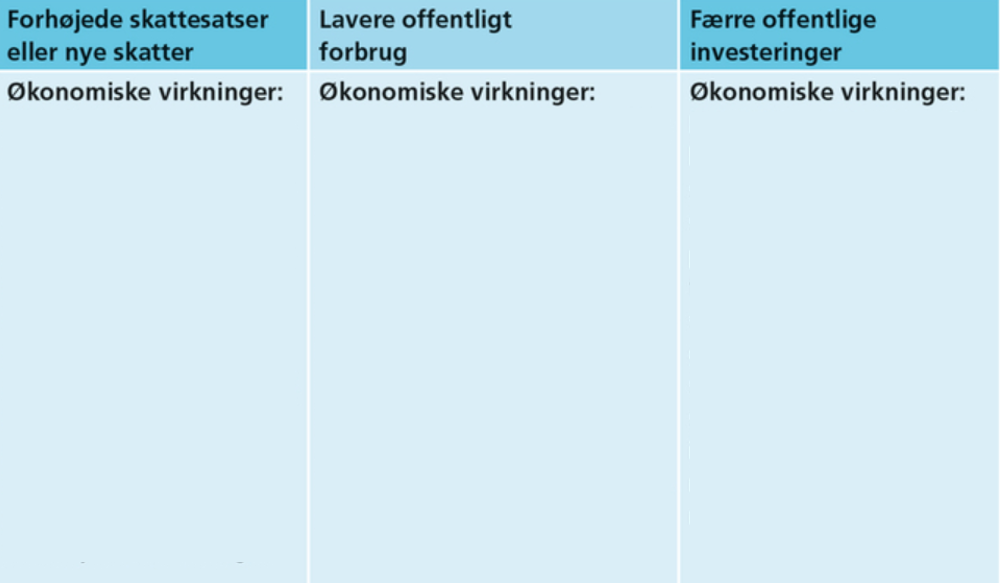 Forhøjede skattesatser
eller nye skatter
Lavere offentligt
forbrug
Færre offentlige
investeringer
Økonomiske virkninger:
Økonomiske virkninger:
Økonomiske virkninger: